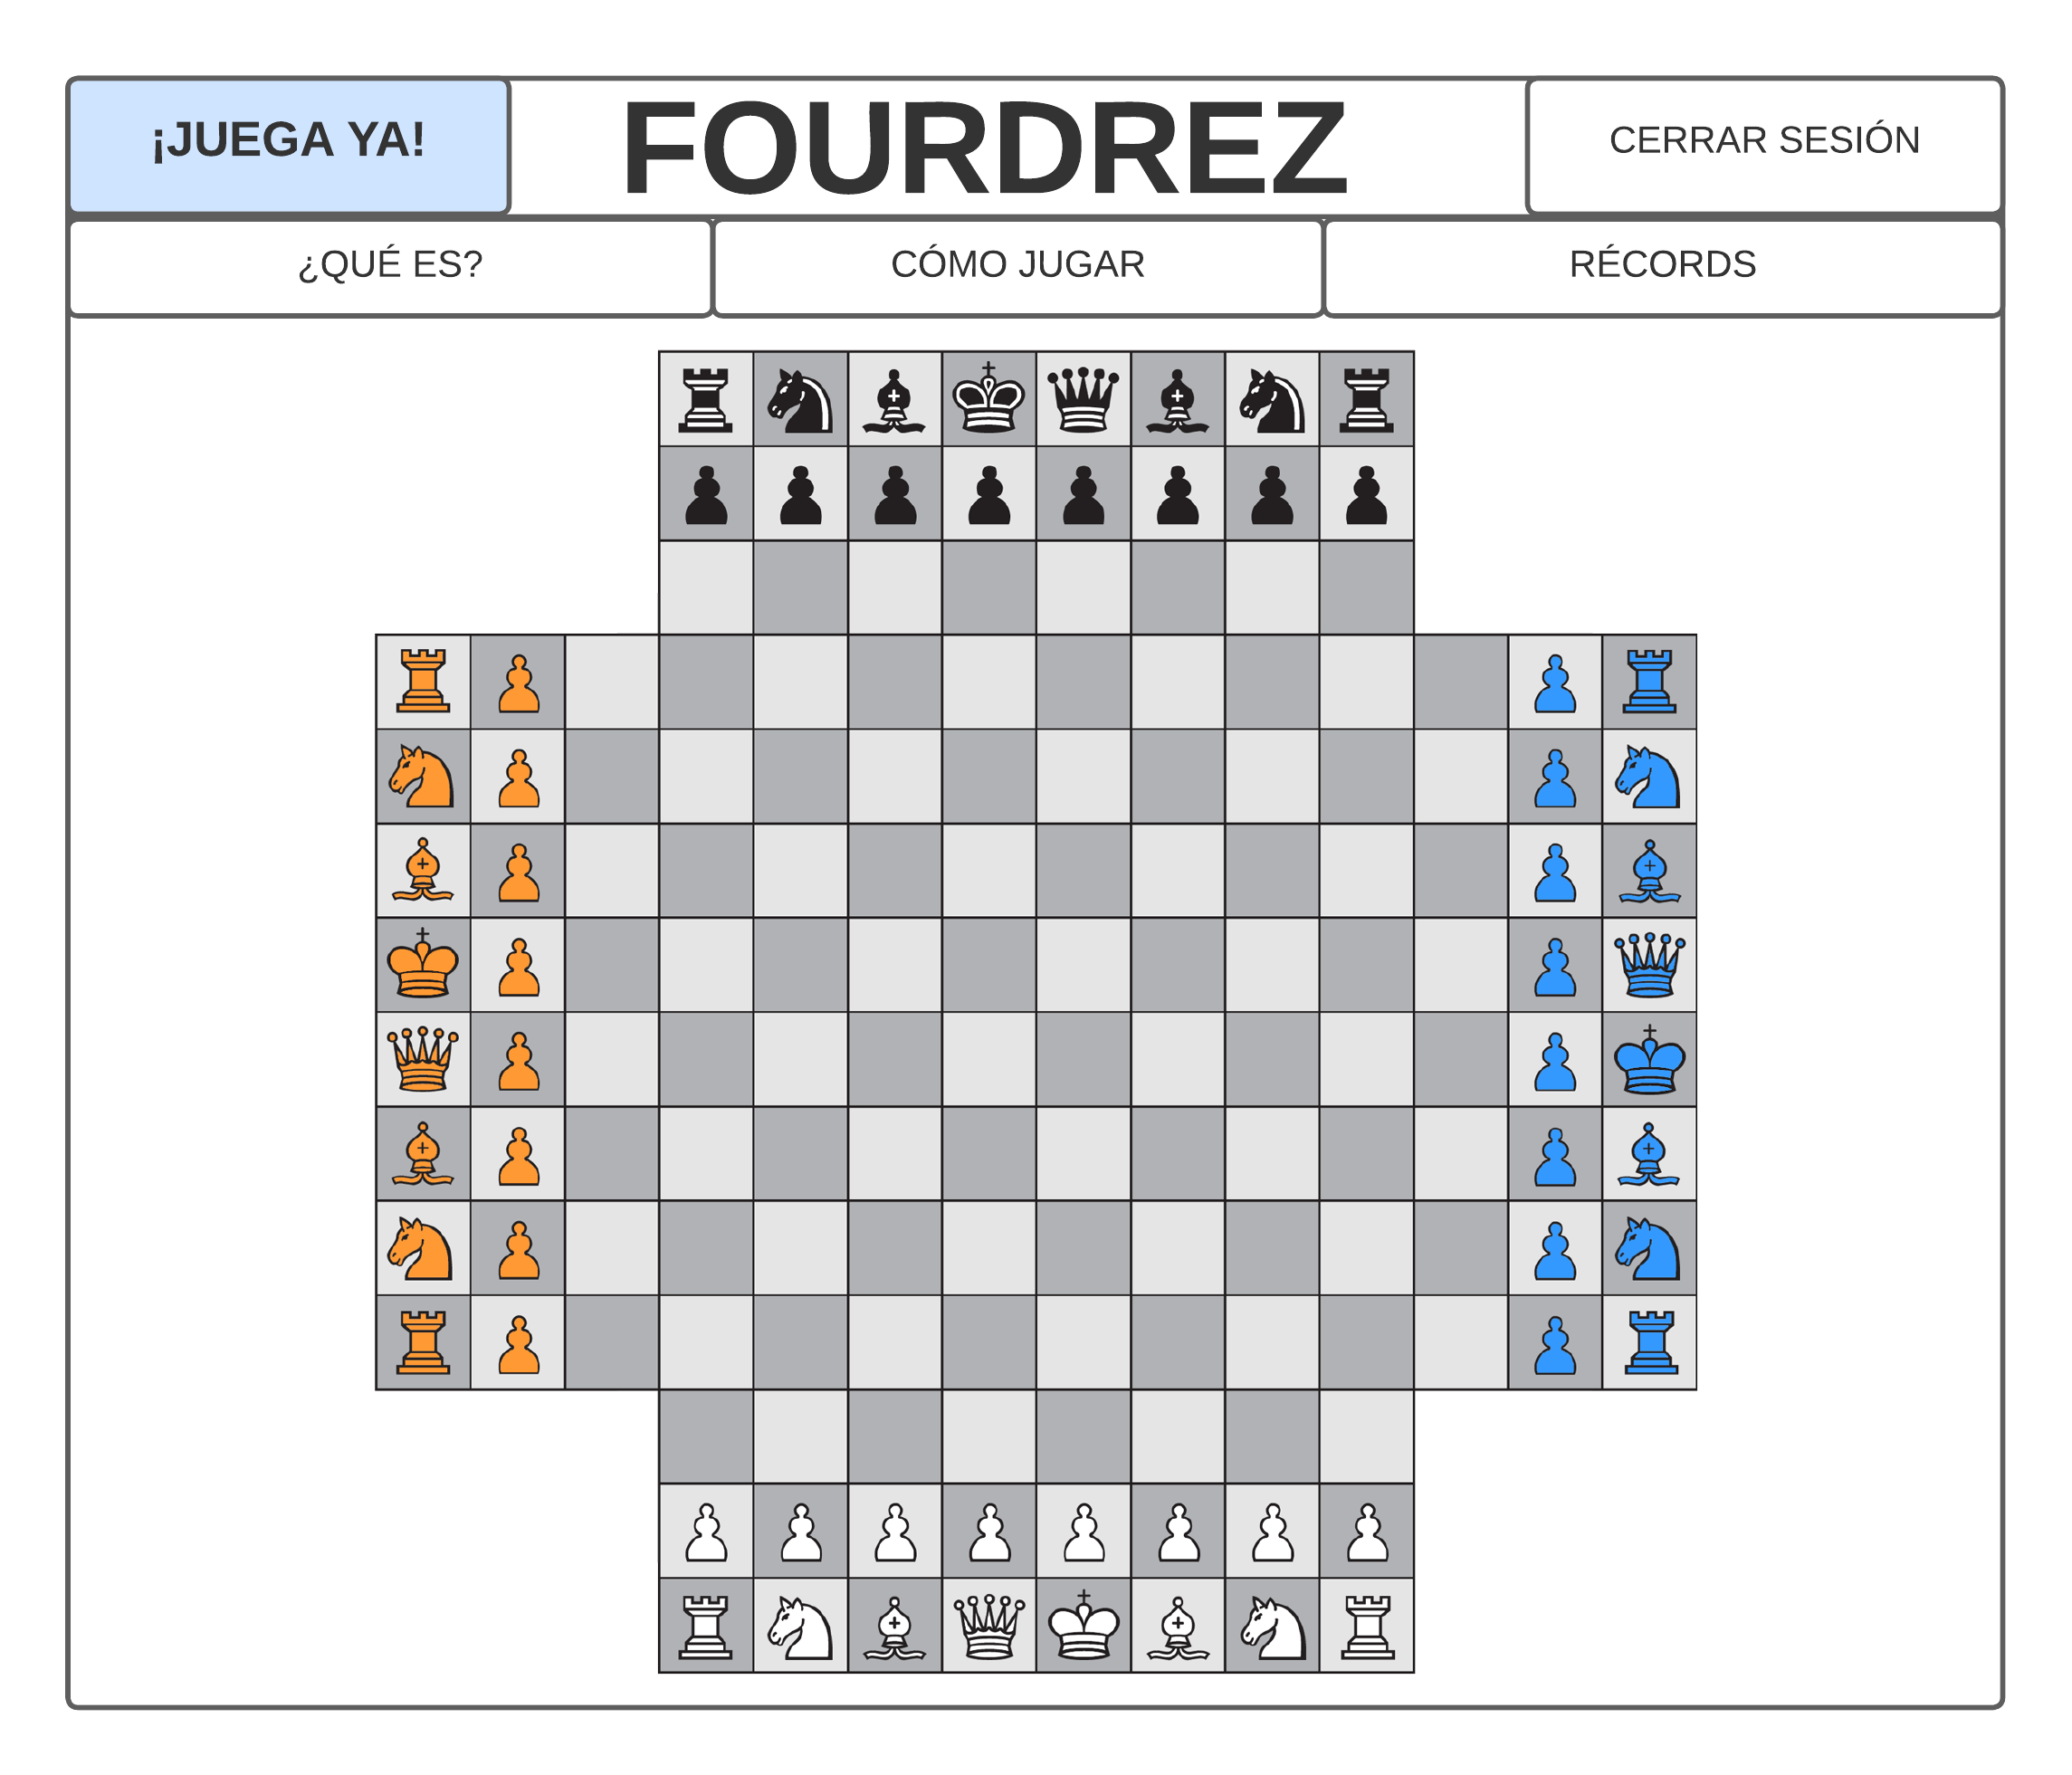 ¡JUEGA YA!
FOURDREZ
CERRAR SESIÓN
¿QUÉ ES?
CÓMO JUGAR
RÉCORDS